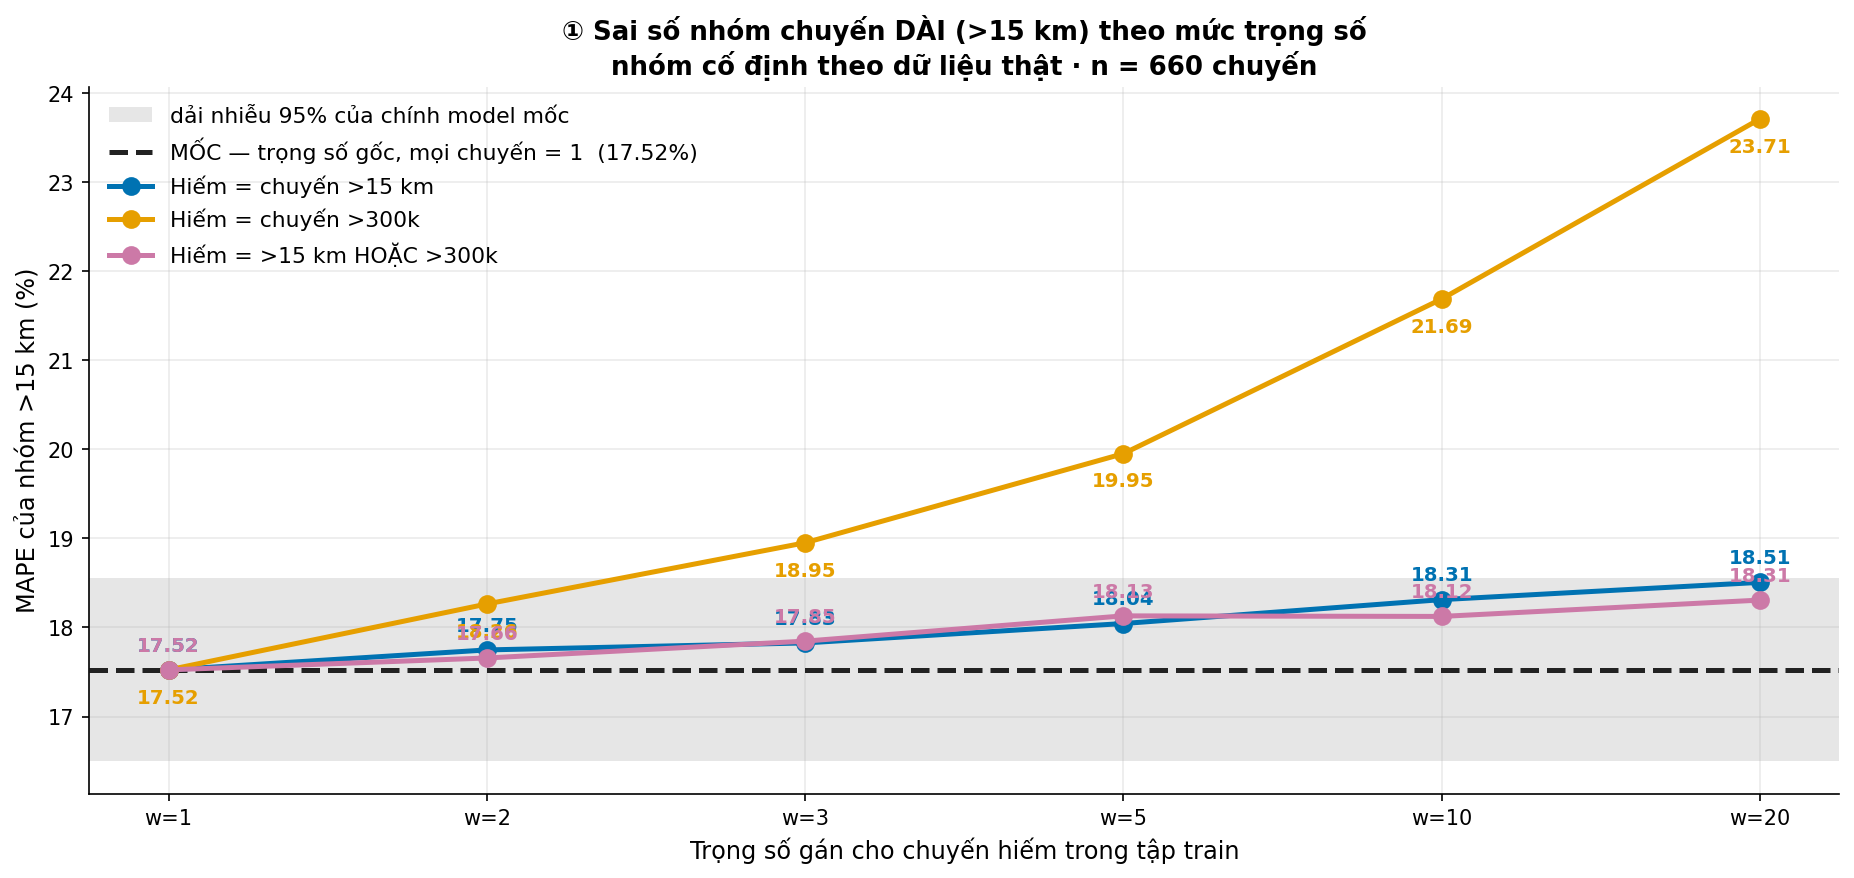 ① Sai số nhóm chuyến DÀI (>15 km) theo mức trọng số
nhóm cố định theo dữ liệu thật · n = 660 chuyến
MAPE của nhóm >15 km (%)
24
23
22
21
20
19
18
17
dải nhiễu 95% của chính model mốc
MỐC — trọng số gốc, mọi chuyến = 1 (17.52%)
Hiếm = chuyến >15 km
Hiếm = chuyến >300k
Hiếm = >15 km HOẶC >300k
23.71
21.69
19.95
18.95
18.51
18.31
18.31
18.12
18.13
18.04
17.85
17.75
17.52
17.52
w=1
w=2
w=3
w=5
w=10
w=20
Trọng số gán cho chuyến hiếm trong tập train